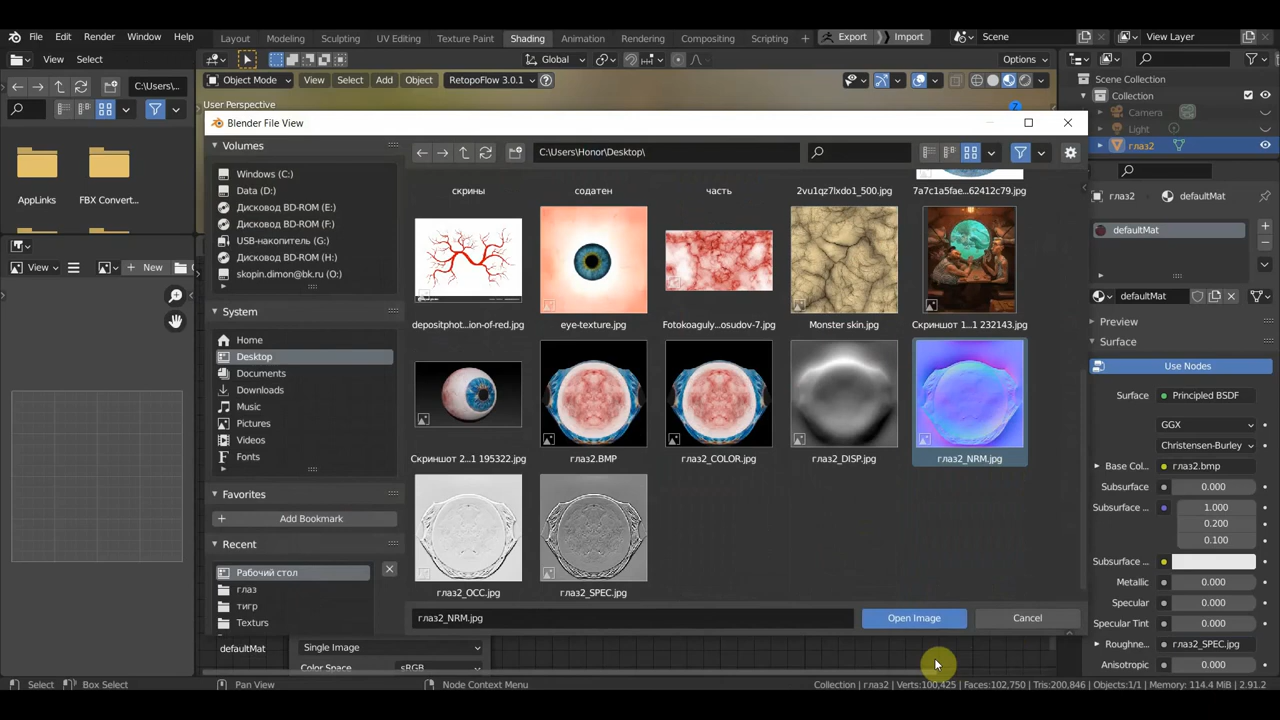 File Edit Render Window Help Layout Modeling Sculpting UV Editing Texture Paint Shading Animation Rendering Compositing Scripting + Export Import Scene View Layer
View Select Global Options
Object Mode View Select Add Object RetopoFlow 3.0.1
C:\Users\...
User Perspective
AppLinks FBX Convert...
View New
Blender File View
Volumes
Windows (C:)
Data (D:)
Дисковод BD-ROM (E:)
Дисковод BD-ROM (F:)
USB-накопитель (G:)
Дисковод BD-ROM (H:)
skopin.dimon@bk.ru (O:)
System
Home
Desktop
Documents
Downloads
Music
Pictures
Videos
Fonts
Favorites
Add Bookmark
Recent
Рабочий стол
глаз
тигр
Texturs
C:\Users\Honor\Desktop\
скрины содатен часть 2vu1qz7lxdo1_500.jpg 7a7c1a5fae...62412c79.jpg
depositphot...ion-of-red.jpg eye-texture.jpg Fotokoaguly...osudov-7.jpg Monster skin.jpg Скриншот 1...1 232143.jpg
Скриншот 2...1 195322.jpg глаз2.BMP глаз2_COLOR.jpg глаз2_DISP.jpg глаз2_NRM.jpg
глаз2_OCC.jpg глаз2_SPEC.jpg
глаз2_NRM.jpg Open Image Cancel
defaultMat Single Image
Color Space sRGB
Scene Collection
Collection
Camera
Light
глаз2
глаз2 defaultMat
defaultMat
defaultMat
Preview
Surface
Use Nodes
Surface Principled BSDF
GGX
Christensen-Burley
Base Col... глаз2.bmp
Subsurface 0.000
Subsurface ... 1.000
0.200
0.100
Subsurface ...
Metallic 0.000
Specular 0.000
Specular Tint 0.000
Roughne... глаз2_SPEC.jpg
Anisotropic 0.000
Select Box Select Pan View Node Context Menu Collection | глаз2 | Verts:100,425 | Faces:102,750 | Tris:200,846 | Objects:1/1 | Memory: 114.4 MiB | 2.91.2